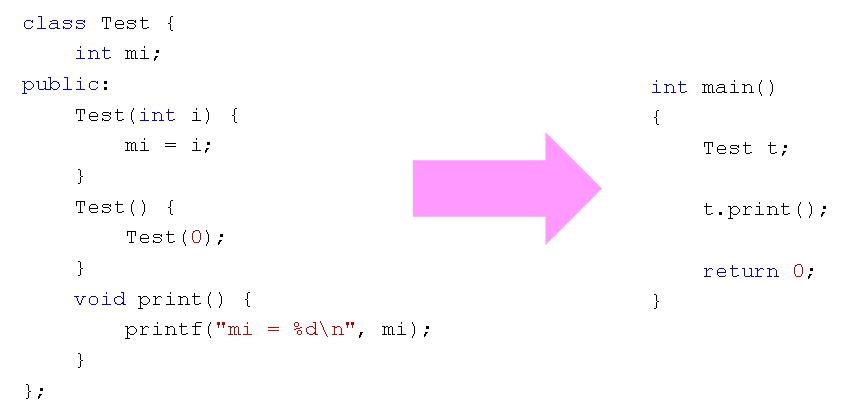 class Test {
    int mi;
public:
    Test(int i) {
        mi = i;
    }
    Test() {
        Test(0);
    }
    void print() {
        printf("mi = %d\n", mi);
    }
};
int main()
{
    Test t;
    t.print();
    return 0;
}